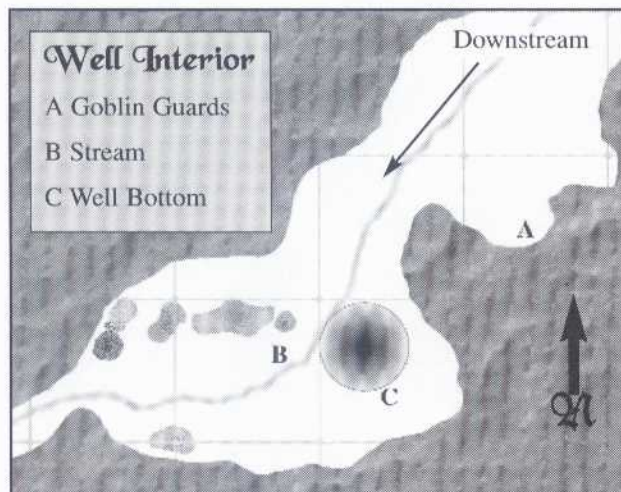 Well Interior
A Goblin Guards
B Stream
C Well Bottom
Downstream
A
B
C
N